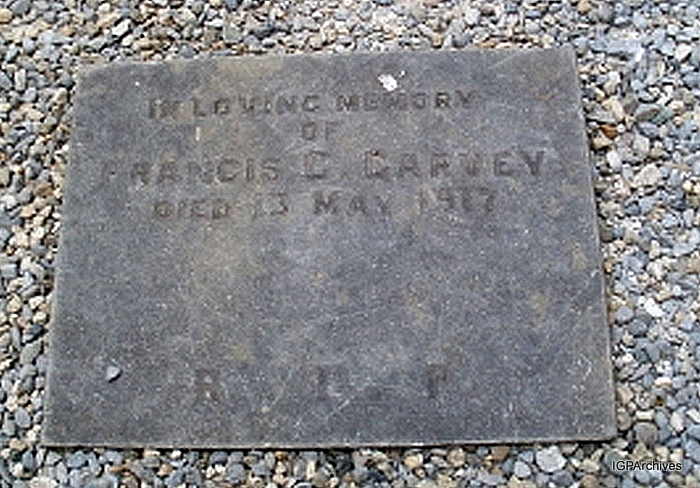 IN LOVING MEMORY
OF
FRANCIS C. GARVEY
DIED 13 MAY 1917
R. I. P.
IGPArchives